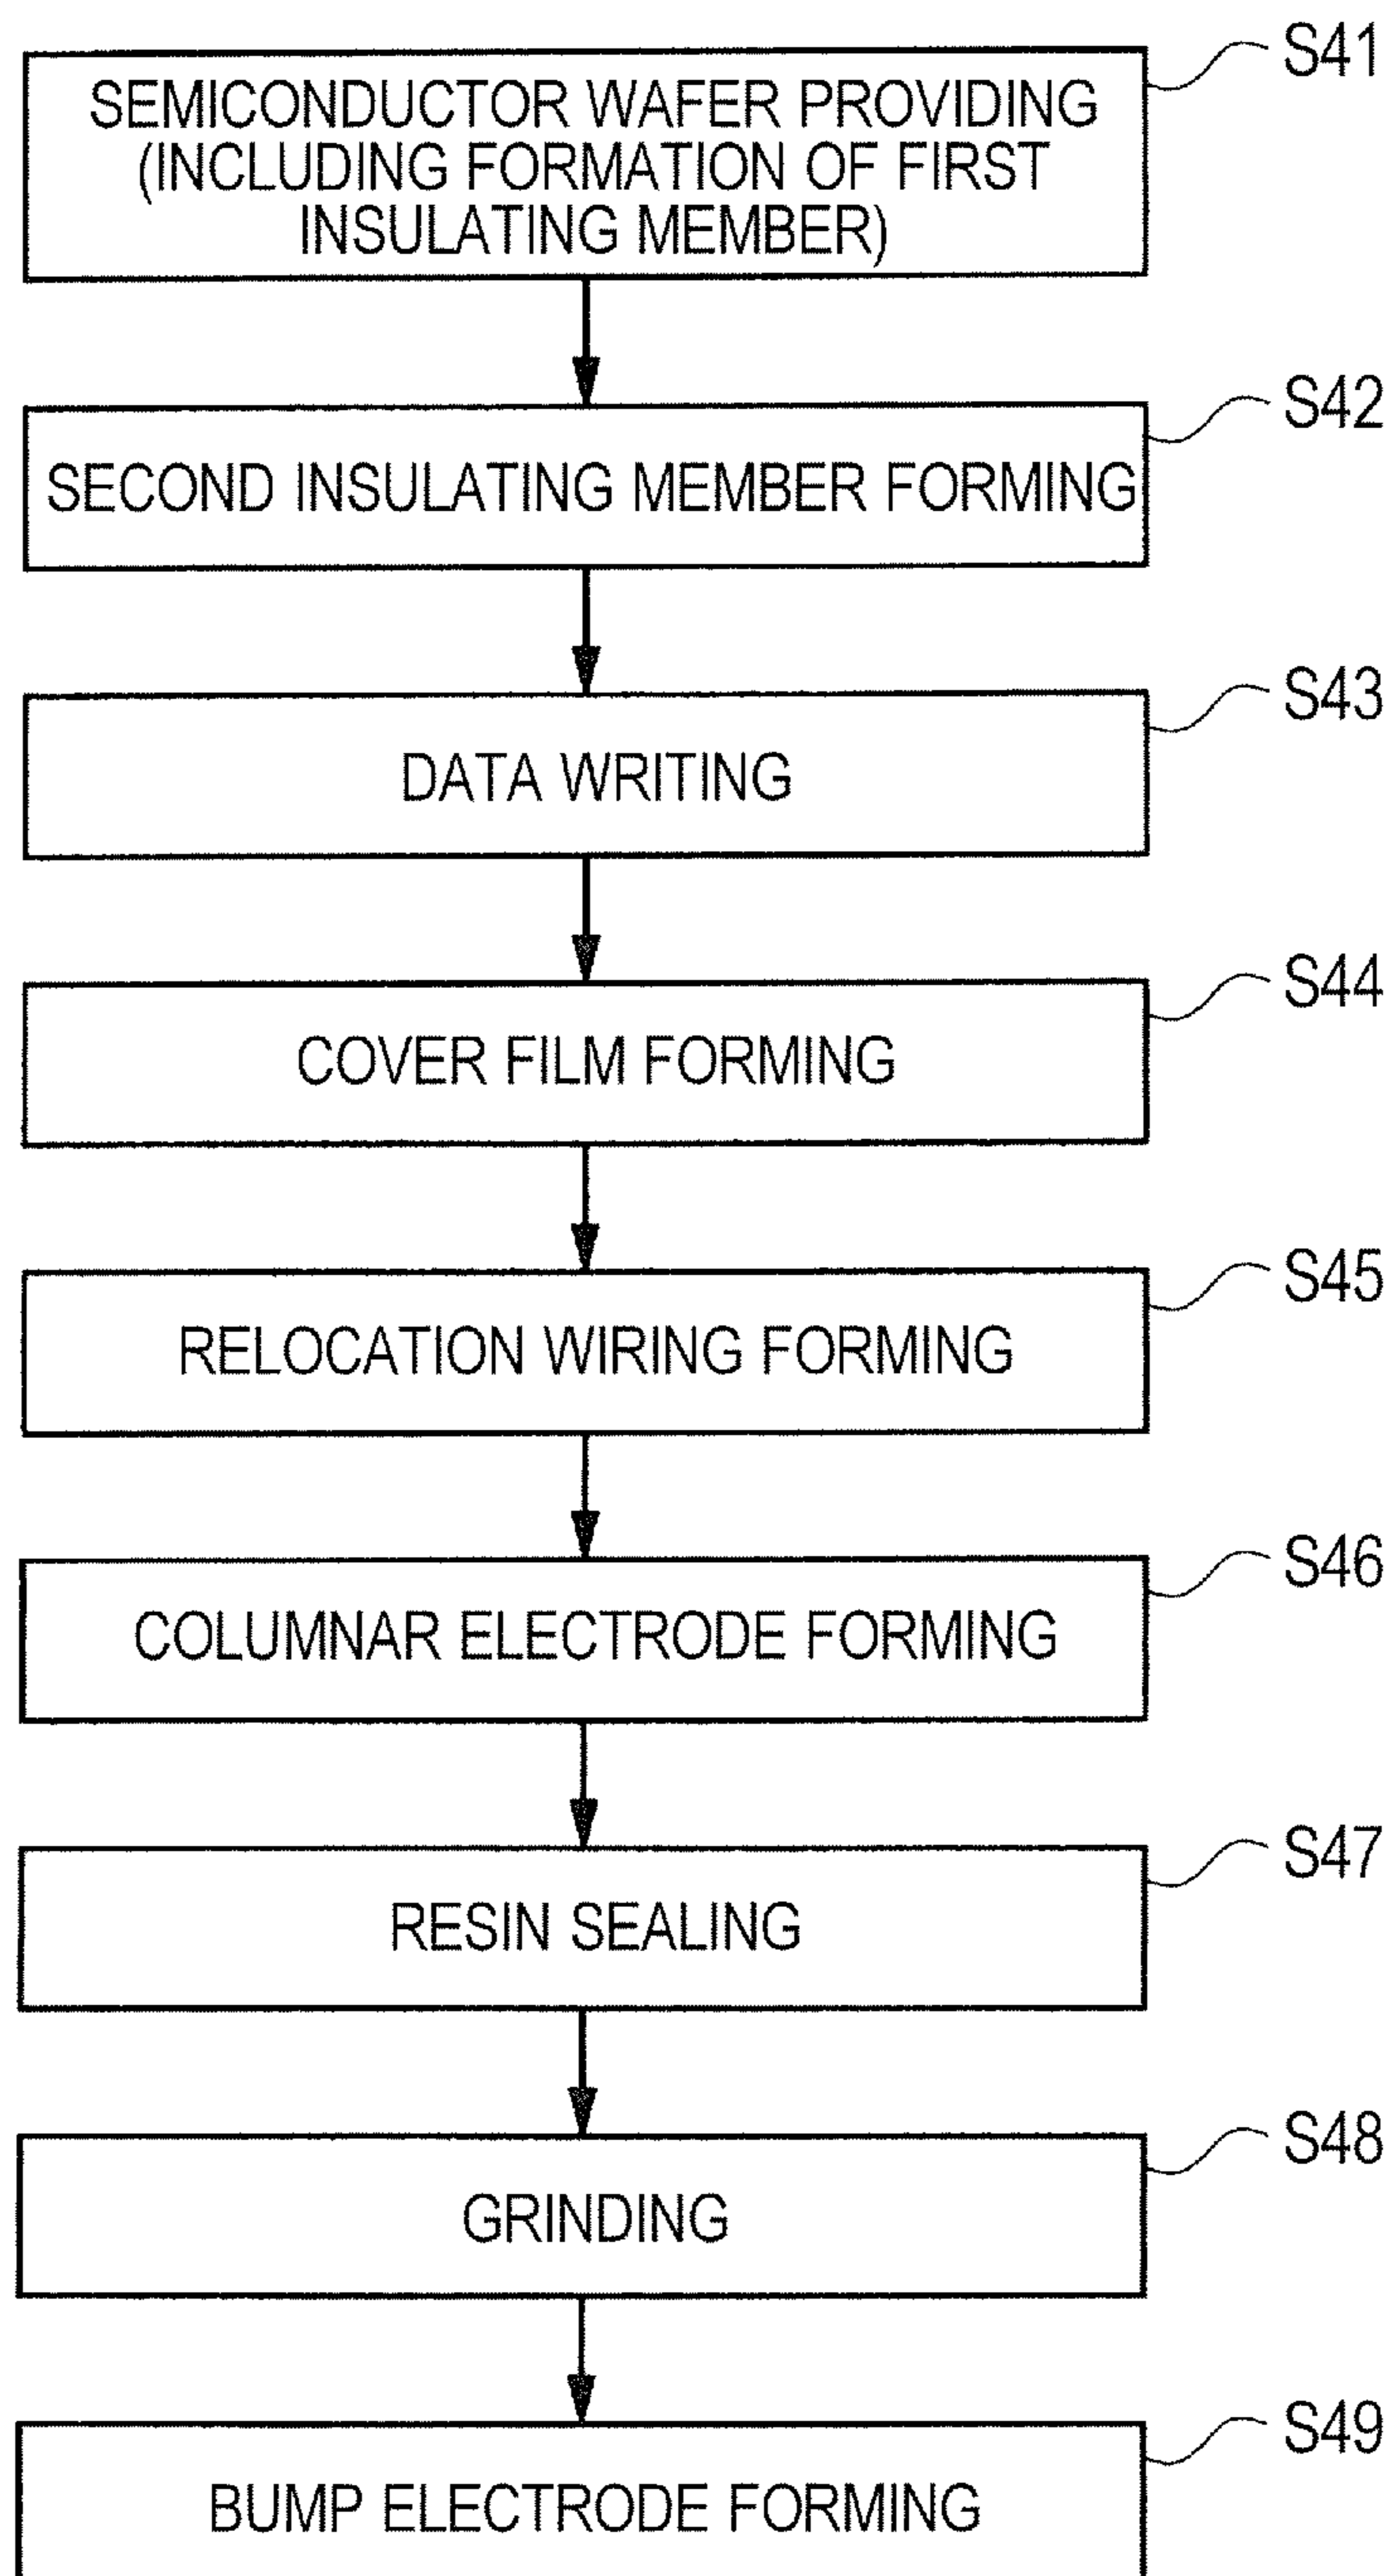 S41
SEMICONDUCTOR WAFER PROVIDING
(INCLUDING FORMATION OF FIRST
INSULATING MEMBER)
S42
SECOND INSULATING MEMBER FORMING
S43
DATA WRITING
S44
COVER FILM FORMING
S45
RELOCATION WIRING FORMING
S46
COLUMNAR ELECTRODE FORMING
S47
RESIN SEALING
S48
GRINDING
S49
BUMP ELECTRODE FORMING